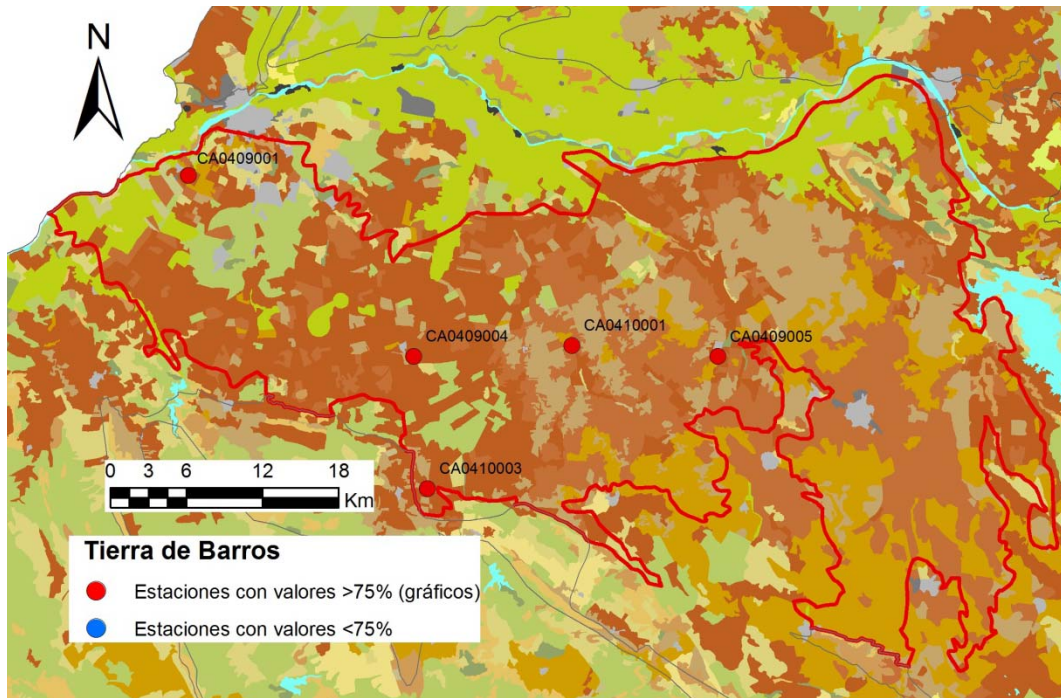 N
CA0409001
CA0409004
CA0410001
CA0409005
CA0410003
0 3 6 12 18
Km
Tierra de Barros
Estaciones con valores >75% (gráficos)
Estaciones con valores <75%